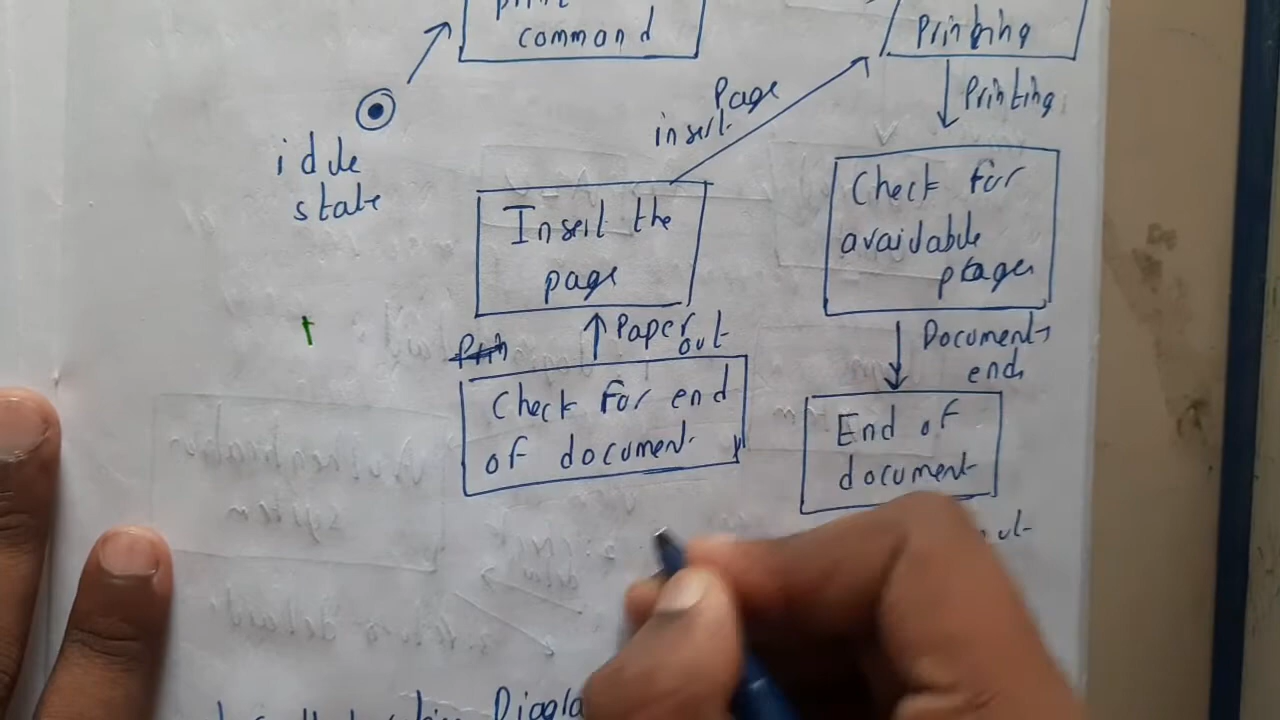 command
Printing
Page
insert
Printing
idle
state
Insert the
page
Check for
available
pages
Paper
out
Document
ends
Check for end
of document
End of
document